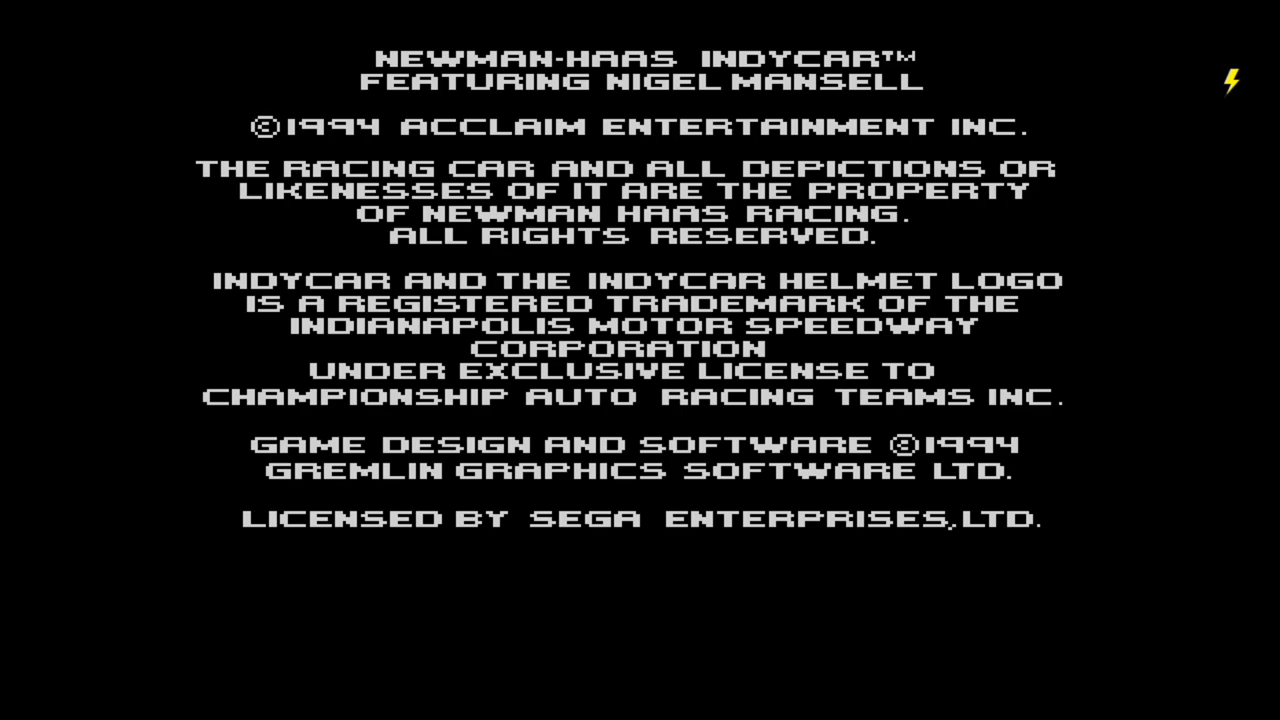 NEWMAN-HAAS INDYCAR™
FEATURING NIGEL MANSELL
©1994 ACCLAIM ENTERTAINMENT INC.
THE RACING CAR AND ALL DEPICTIONS OR
LIKENESSES OF IT ARE THE PROPERTY
OF NEWMAN HAAS RACING.
ALL RIGHTS RESERVED.
INDYCAR AND THE INDYCAR HELMET LOGO
IS A REGISTERED TRADEMARK OF THE
INDIANAPOLIS MOTOR SPEEDWAY
CORPORATION
UNDER EXCLUSIVE LICENSE TO
CHAMPIONSHIP AUTO RACING TEAMS INC.
GAME DESIGN AND SOFTWARE ©1994
GREMLIN GRAPHICS SOFTWARE LTD.
LICENSED BY SEGA ENTERPRISES,LTD.